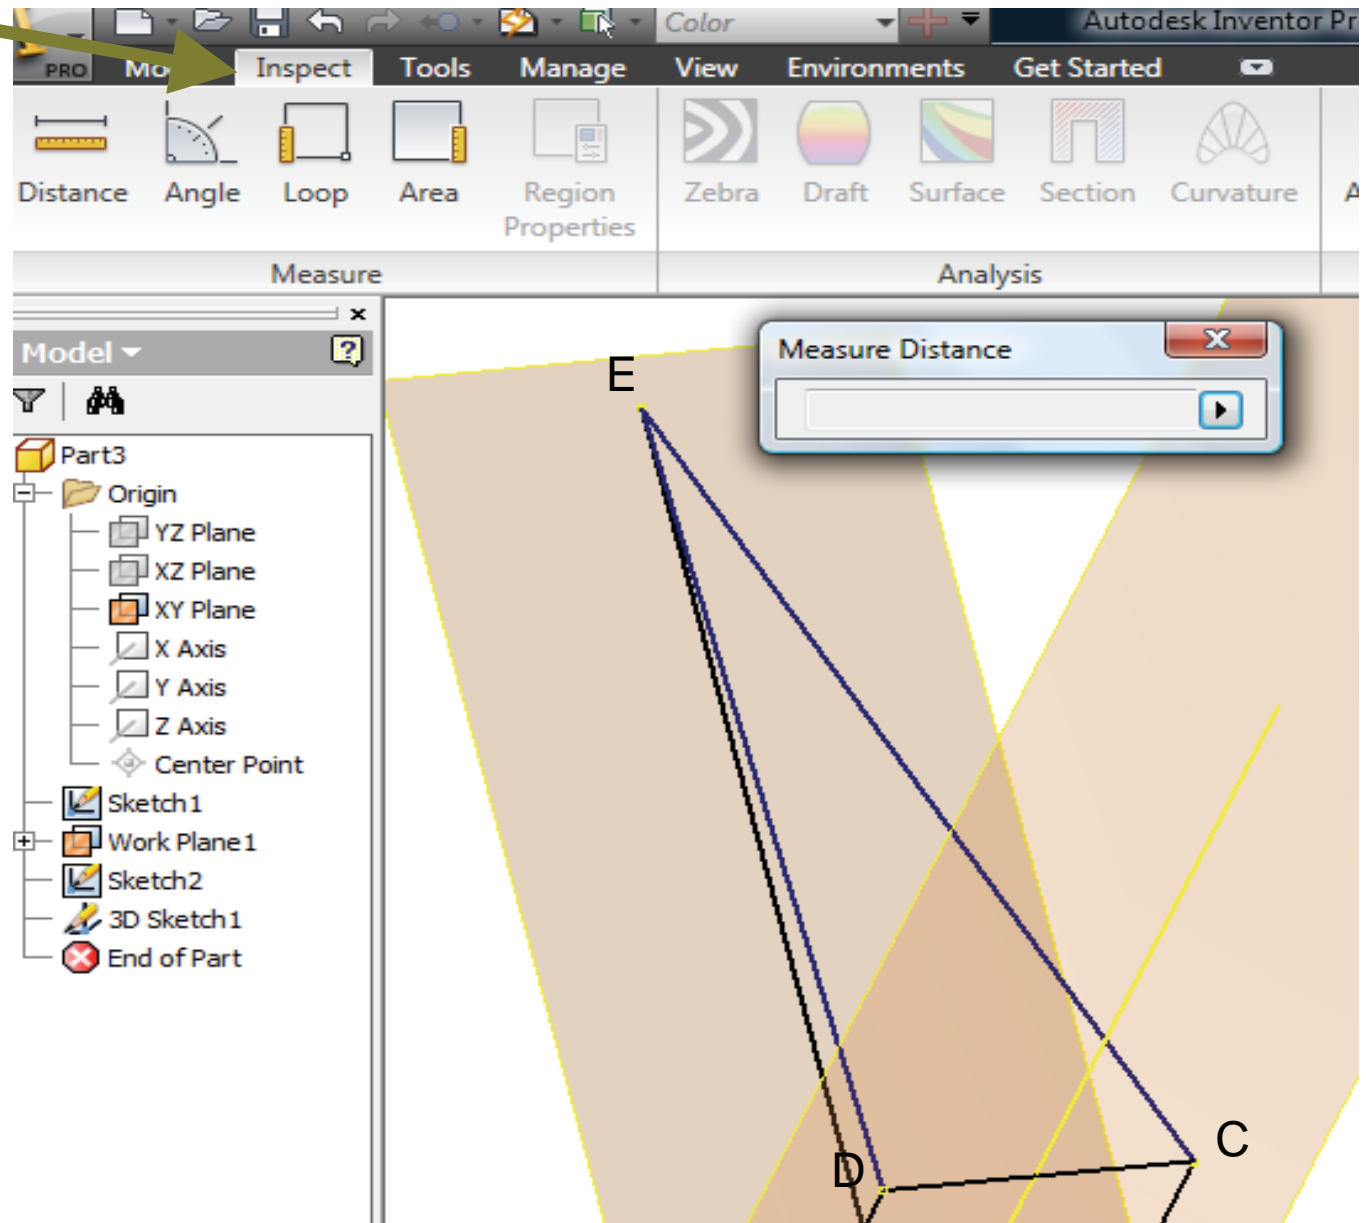 Color
Autodesk Inventor Pr
PRO Mo Inspect Tools Manage View Environments Get Started
Distance Angle Loop Area Region Properties Zebra Draft Surface Section Curvature A
Measure Analysis
Model
Measure Distance
E
Part3
Origin
YZ Plane
XZ Plane
XY Plane
X Axis
Y Axis
Z Axis
Center Point
Sketch1
Work Plane1
Sketch2
3D Sketch1
End of Part
C
D